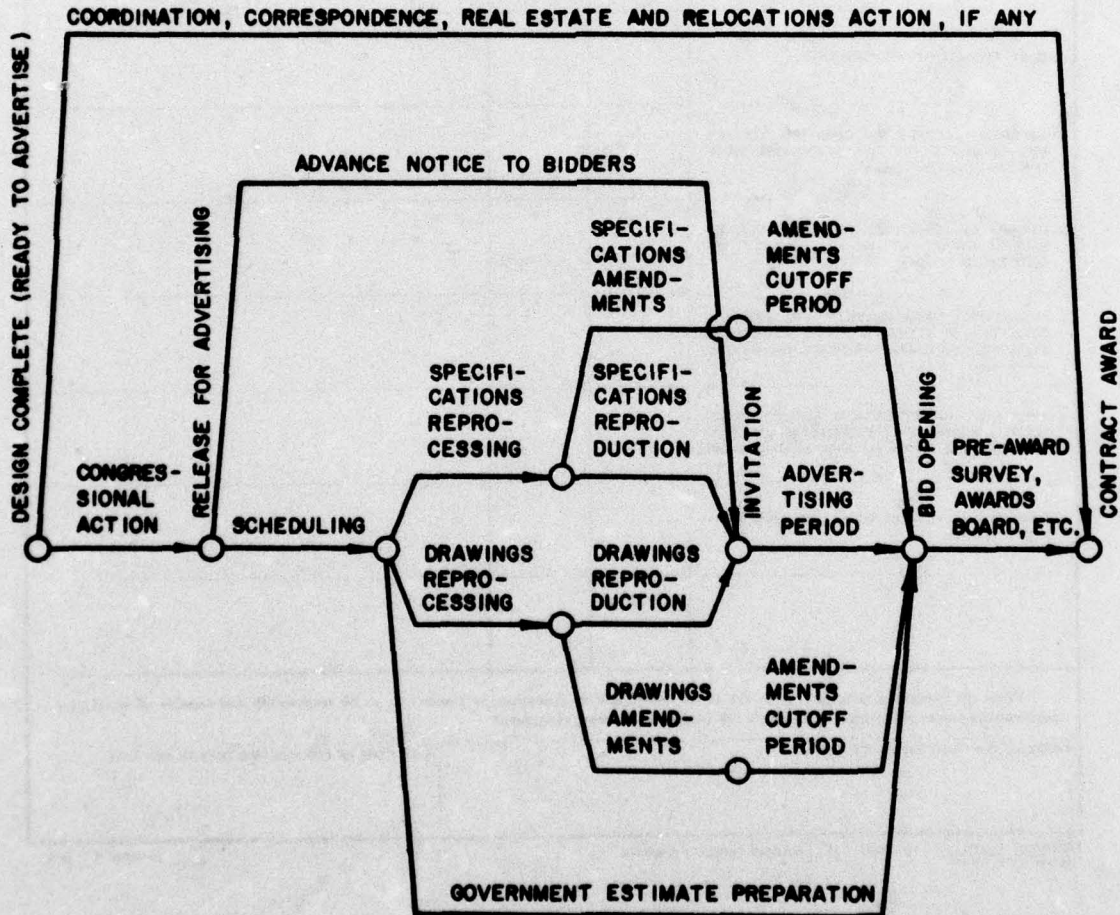 COORDINATION, CORRESPONDENCE, REAL ESTATE AND RELOCATIONS ACTION, IF ANY
DESIGN COMPLETE (READY TO ADVERTISE)
ADVANCE NOTICE TO BIDDERS
RELEASE FOR ADVERTISING
SPECIFI-
CATIONS
AMEND-
MENTS
AMEND-
MENTS
CUTOFF
PERIOD
SPECIFI-
CATIONS
REPRO-
CESSING
SPECIFI-
CATIONS
REPRO-
DUCTION
INVITATION
BID OPENING
CONTRACT AWARD
CONGRES-
SIONAL
ACTION
SCHEDULING
ADVER-
TISING
PERIOD
PRE-AWARD
SURVEY,
AWARDS
BOARD, ETC.
DRAWINGS
REPRO-
CESSING
DRAWINGS
REPRO-
DUCTION
DRAWINGS
AMEND-
MENTS
AMEND-
MENTS
CUTOFF
PERIOD
GOVERNMENT ESTIMATE PREPARATION